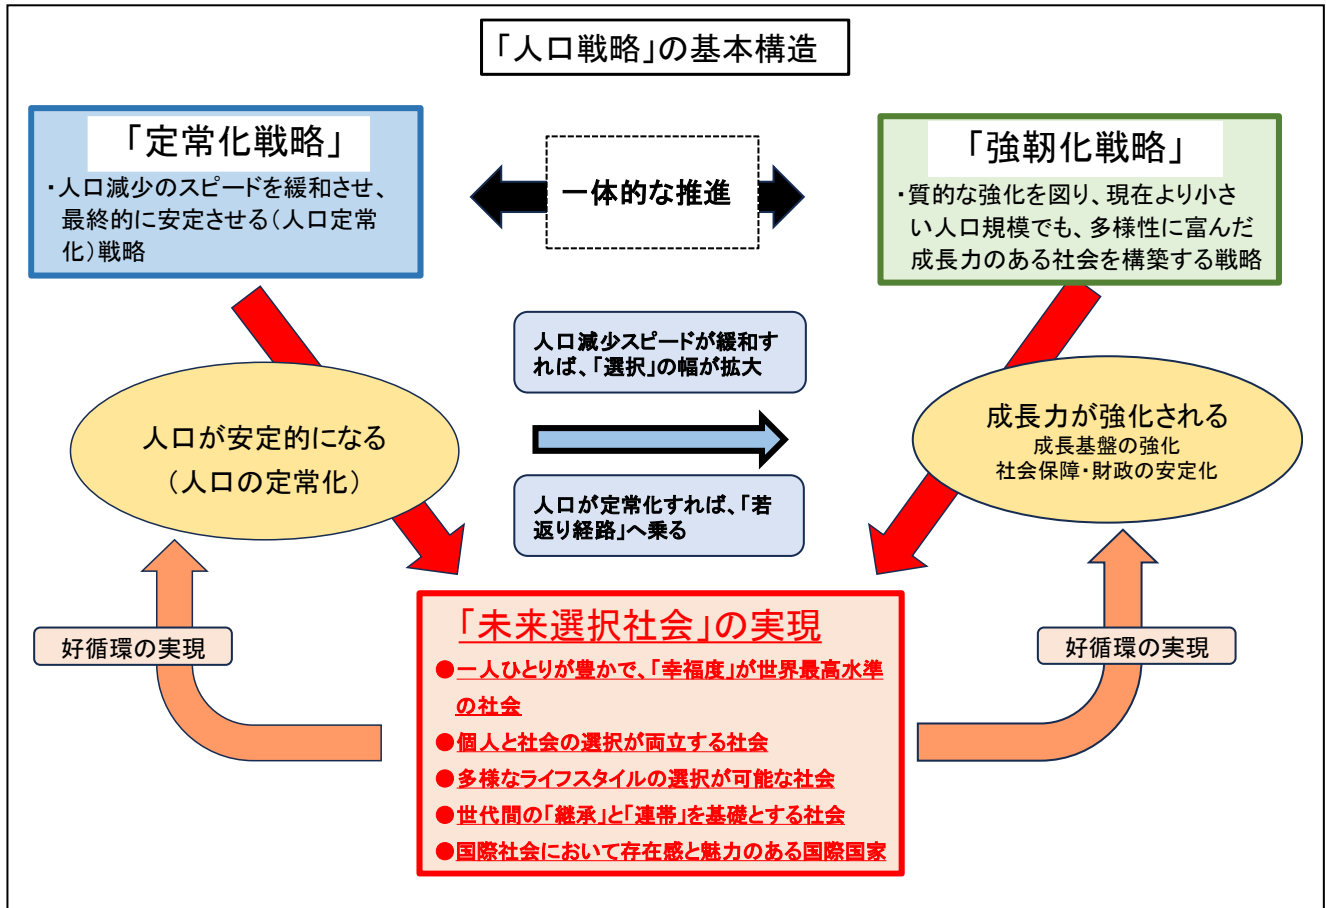 「人口戦略」の基本構造
「定常化戦略」
・人口減少のスピードを緩和させ、
最終的に安定させる（人口定常
化）戦略
一体的な推進
「強靭化戦略」
・質的な強化を図り、現在より小さ
い人口規模でも、多様性に富んだ
成長力のある社会を構築する戦略
人口減少スピードが緩和す
れば、「選択」の幅が拡大
人口が安定的になる
（人口の定常化）
成長力が強化される
成長基盤の強化
社会保障・財政の安定化
人口が定常化すれば、「若
返り経路」へ乗る
好循環の実現
「未来選択社会」の実現
●一人ひとりが豊かで、「幸福度」が世界最高水準
の社会
●個人と社会の選択が両立する社会
●多様なライフスタイルの選択が可能な社会
●世代間の「継承」と「連帯」を基礎とする社会
●国際社会において存在感と魅力のある国際国家
好循環の実現